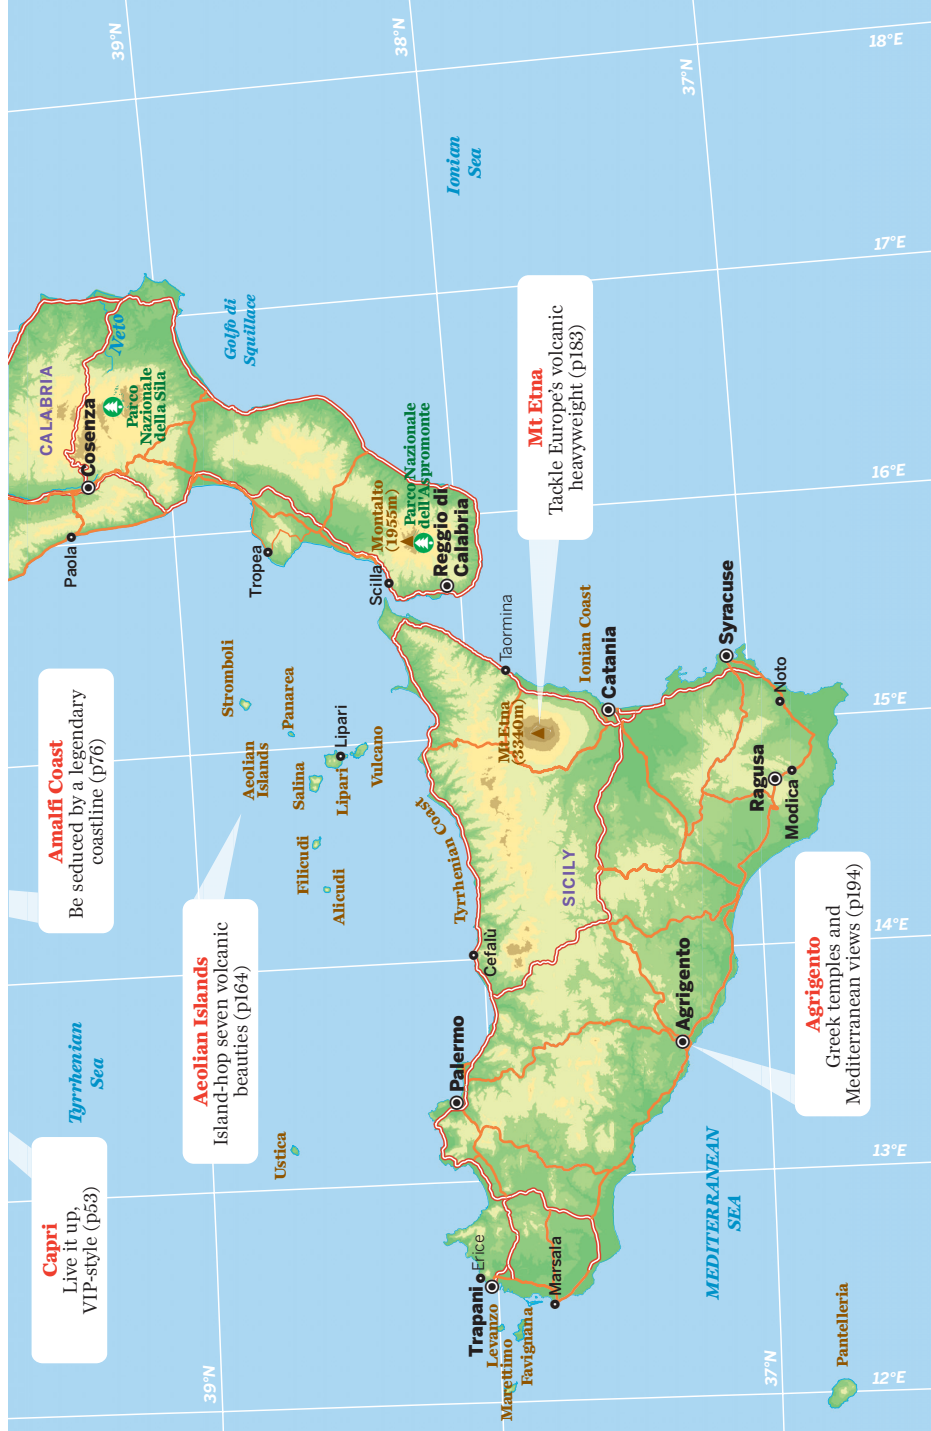 39°N
38°N
37°N
18°E
Ionian
Sea
17°E
CALABRIA
Neto
Golfo di
Squillace
Cosenza
Parco
Nazionale
della Sila
Mt Etna
Tackle Europe's volcanic
heavyweight (p183)
16°E
Paola
Tropea
Scilla
Montalto
(1955m)
Parco Nazionale
dell'Aspromonte
Reggio di
Calabria
Amalfi Coast
Be seduced by a legendary
coastline (p76)
Stromboli
Panarea
Aeolian
Islands
Salina
Lipari
Lipari
Vulcano
Filicudi
Alicudi
Taormina
Ionian Coast
Mt Etna
(3340m)
Catania
Syracuse
Noto
15°E
Ragusa
Modica
Tyrrhenian Coast
SICILY
Cefalù
Aeolian Islands
Island-hop seven volcanic
beauties (p164)
Agrigento
Agrigento
Greek temples and
Mediterranean views (p194)
14°E
Tyrrhenian
Sea
Palermo
Ustica
13°E
MEDITERRANEAN
SEA
Capri
Live it up,
VIP-style (p53)
Erice
Trapani
Marsala
Levanzo
Marettimo
Favignana
Pantelleria
39°N
37°N
12°E